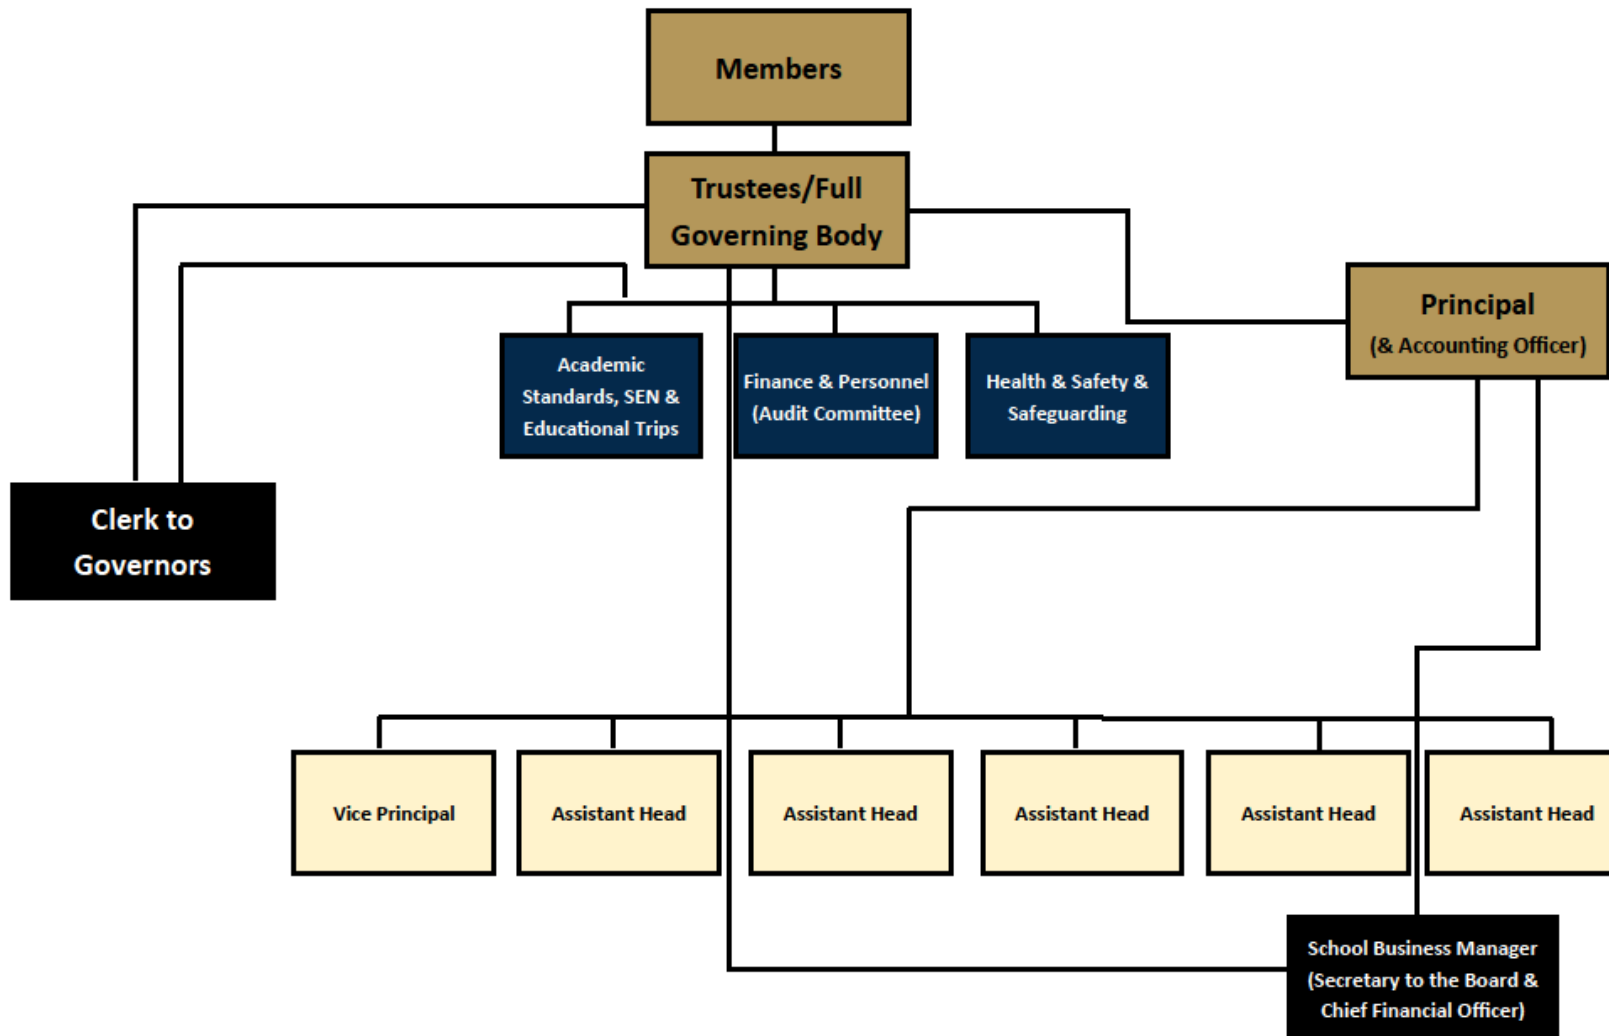 Members
Trustees/Full
Governing Body
Principal
(& Accounting Officer)
Academic
Standards, SEN &
Educational Trips
Finance & Personnel
(Audit Committee)
Health & Safety &
Safeguarding
Clerk to
Governors
Vice Principal
Assistant Head
Assistant Head
Assistant Head
Assistant Head
Assistant Head
School Business Manager
(Secretary to the Board &
Chief Financial Officer)